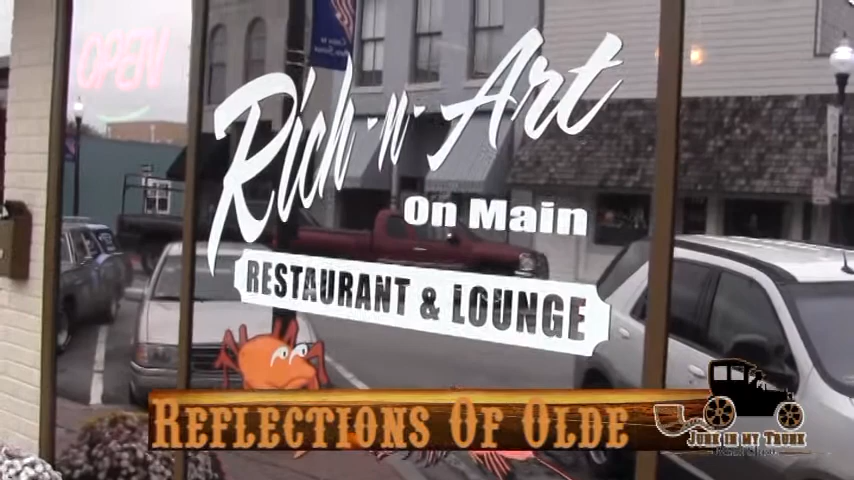 OPEN
Rich-n-Art
On Main
RESTAURANT & LOUNGE
REFLECTIONS OF OLDE
JUNK IN MY TRUNK